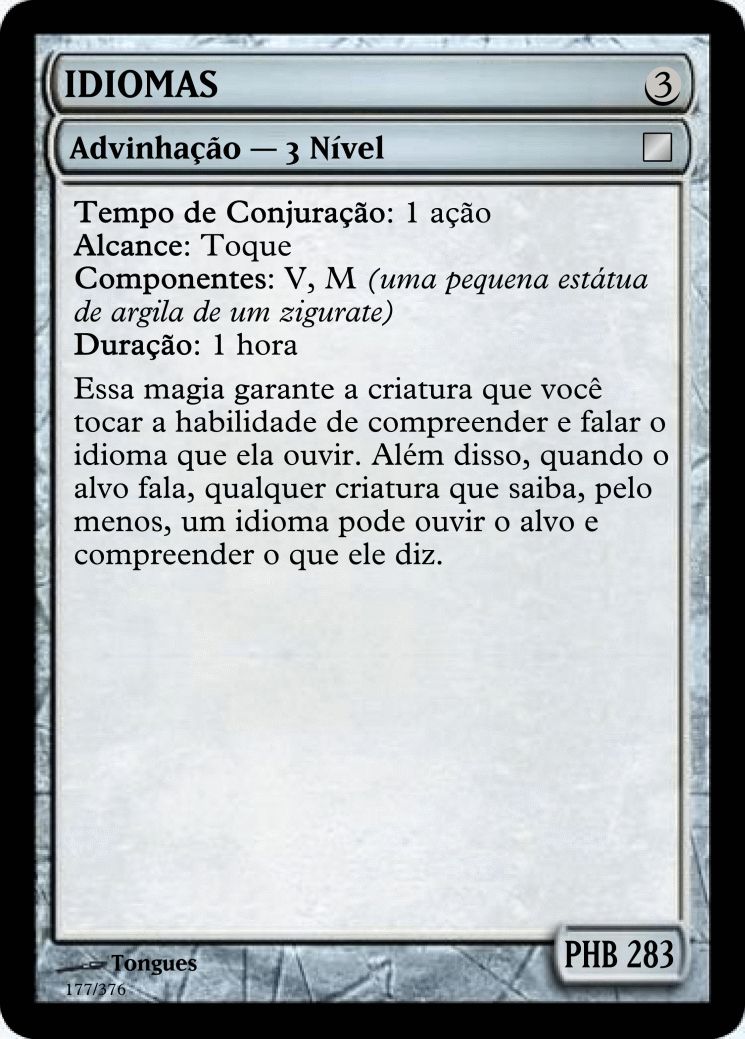 IDIOMAS 3
Advinhação — 3 Nível
Tempo de Conjuração: 1 ação
Alcance: Toque
Componentes: V, M (uma pequena estátua
de argila de um zigurate)
Duração: 1 hora
Essa magia garante a criatura que você
tocar a habilidade de compreender e falar o
idioma que ela ouvir. Além disso, quando o
alvo fala, qualquer criatura que saiba, pelo
menos, um idioma pode ouvir o alvo e
compreender o que ele diz.
PHB 283
Tongues
177/376